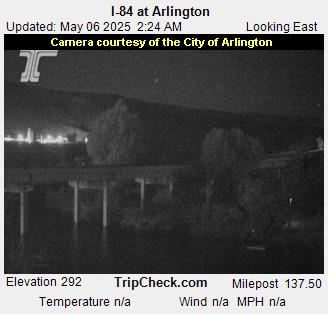 I-84 at Arlington
Updated: May 06 2025 2:24 AM Looking East
Camera courtesy of the City of Arlington
Elevation 292 TripCheck.com Milepost 137.50
Temperature n/a Wind n/a MPH n/a